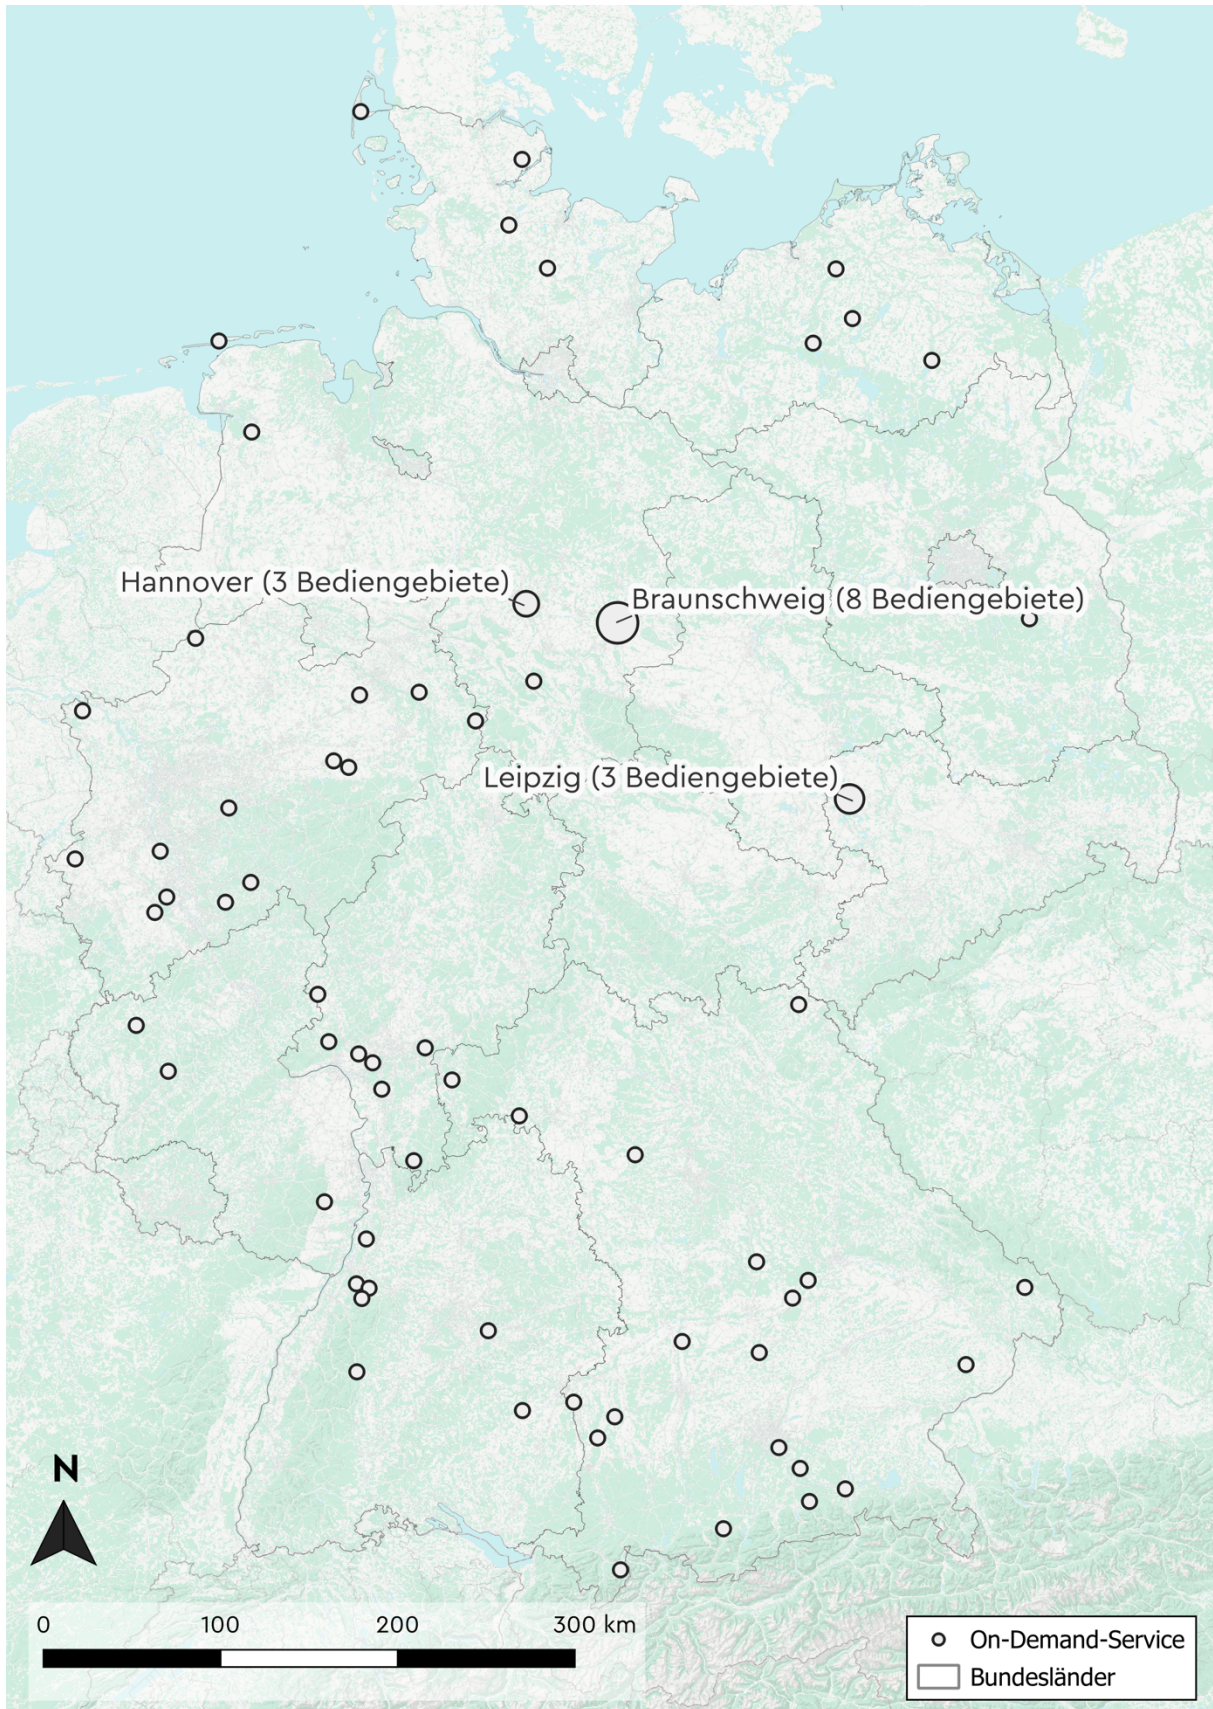 Hannover (3 Bediengebiete)
Braunschweig (8 Bediengebiete)
Leipzig (3 Bediengebiete)
N
0 100 200 300 km
On-Demand-Service
Bundesländer